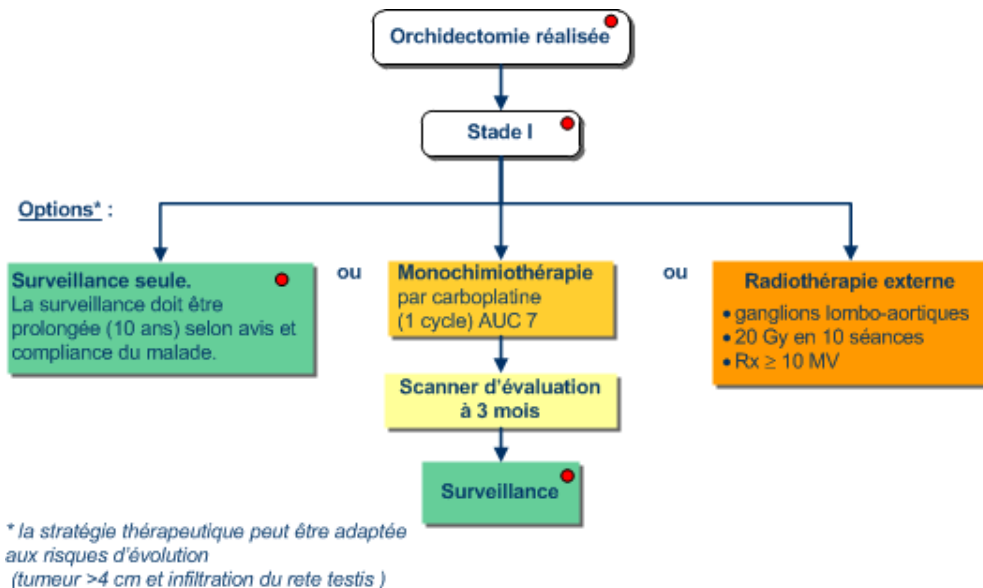 Orchidectomie réalisée
Stade I
Options* :
Surveillance seule.
La surveillance doit être
prolongée (10 ans) selon avis et
compliance du malade.
ou
Monochimiothérapie
par carboplatine
(1 cycle) AUC 7
ou
Radiothérapie externe
• ganglions lombo-aortiques
• 20 Gy en 10 séances
• Rx ≥ 10 MV
Scanner d'évaluation
à 3 mois
Surveillance
* la stratégie thérapeutique peut être adaptée
aux risques d'évolution
(tumeur >4 cm et infiltration du rete testis )